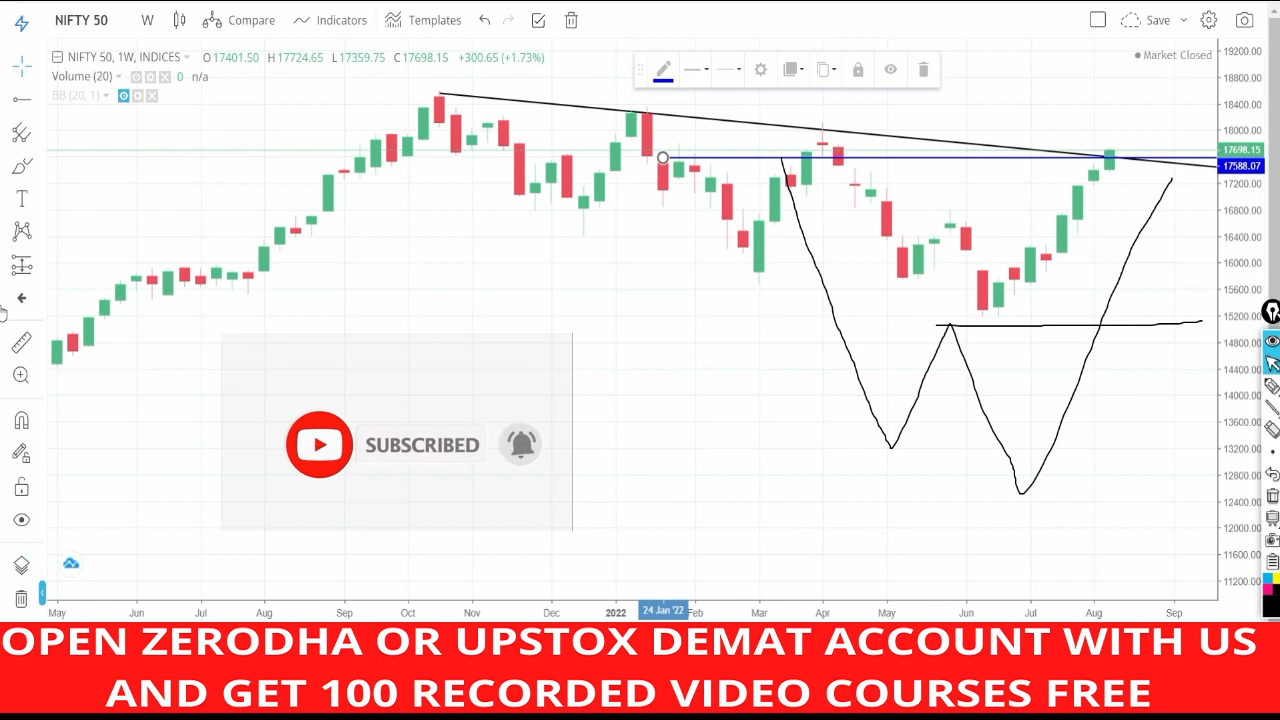 NIFTY 50 W Compare Indicators Templates Save
NIFTY 50, 1W, INDICES O17401.50 H17724.65 L17359.75 C17698.15 +300.65 (+1.73%)
Market Closed
Volume (20) 0 n/a
BB (20, 1)
19200.00
18800.00
18400.00
18000.00
17698.15
17588.07
17200.00
16800.00
16400.00
16000.00
15600.00
15200.00
14800.00
14400.00
14000.00
13600.00
13200.00
12800.00
12400.00
12000.00
11600.00
11200.00
SUBSCRIBED
May Jun Jul Aug Sep Oct Nov Dec 2022 24 Jan '22 Feb Mar Apr May Jun Jul Aug Sep
OPEN ZERODHA OR UPSTOX DEMAT ACCOUNT WITH US
AND GET 100 RECORDED VIDEO COURSES FREE